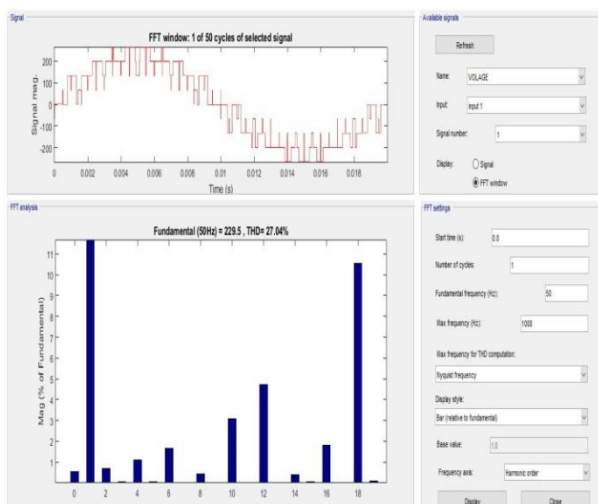 Signal
FFT window: 1 of 50 cycles of selected signal
Signal mag.
200
100
0
-100
-200
0 0.002 0.004 0.006 0.008 0.01 0.012 0.014 0.016 0.018
Time (s)
Available signals
Refresh
Name: VOLAGE
Input: input 1
Signal number: 1
Display: Signal
FFT window
FFT analysis
Fundamental (50Hz) = 229.5 , THD= 27.04%
Mag (% of Fundamental)
11
10
9
8
7
6
5
4
3
2
1
0 2 4 6 8 10 12 14 16 18
FFT settings
Start time (s): 0.0
Number of cycles: 1
Fundamental frequency (Hz): 50
Max frequency (Hz): 1000
Max frequency for THD computation:
Nyquist frequency
Display style:
Bar (relative to fundamental)
Base value: 1.0
Frequency axis: Harmonic order
Display Close